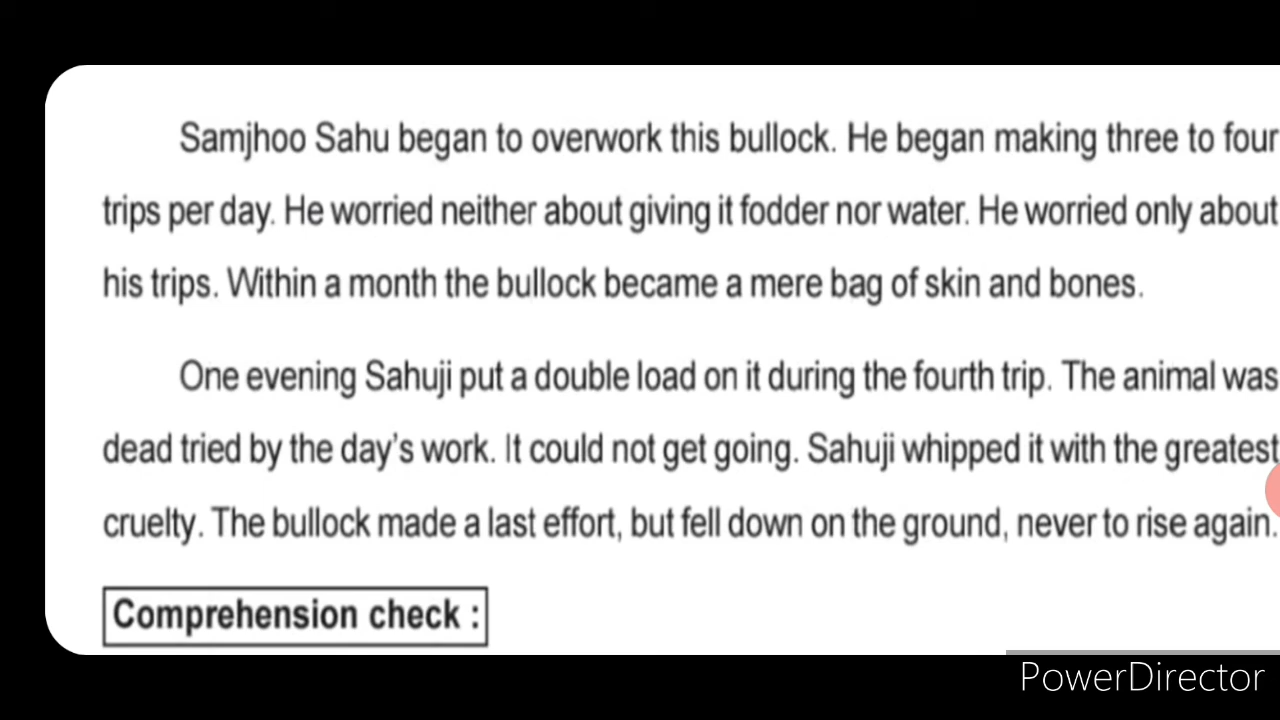 Samjhoo Sahu began to overwork this bullock. He began making three to four
trips per day. He worried neither about giving it fodder nor water. He worried only about
his trips. Within a month the bullock became a mere bag of skin and bones.
One evening Sahuji put a double load on it during the fourth trip. The animal was
dead tried by the day's work. It could not get going. Sahuji whipped it with the greatest
cruelty. The bullock made a last effort, but fell down on the ground, never to rise again.
Comprehension check :
PowerDirector